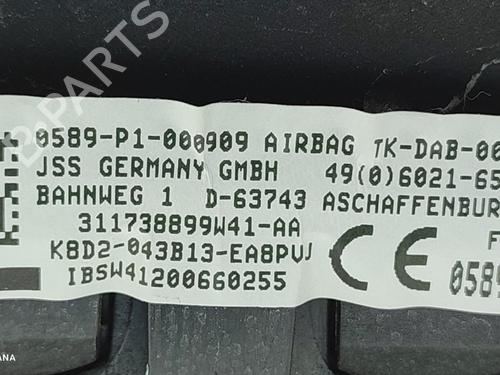 0589-P1-000909 AIRBAG TK-DAB-00
JSS GERMANY GMBH 49(0)6021-65
BAHNWEG 1 D-63743 ASCHAFFENBUR
311738899W41-AA
K8D2-043B13-EA8PVJ
F
IBSW41200660255
CE
0589